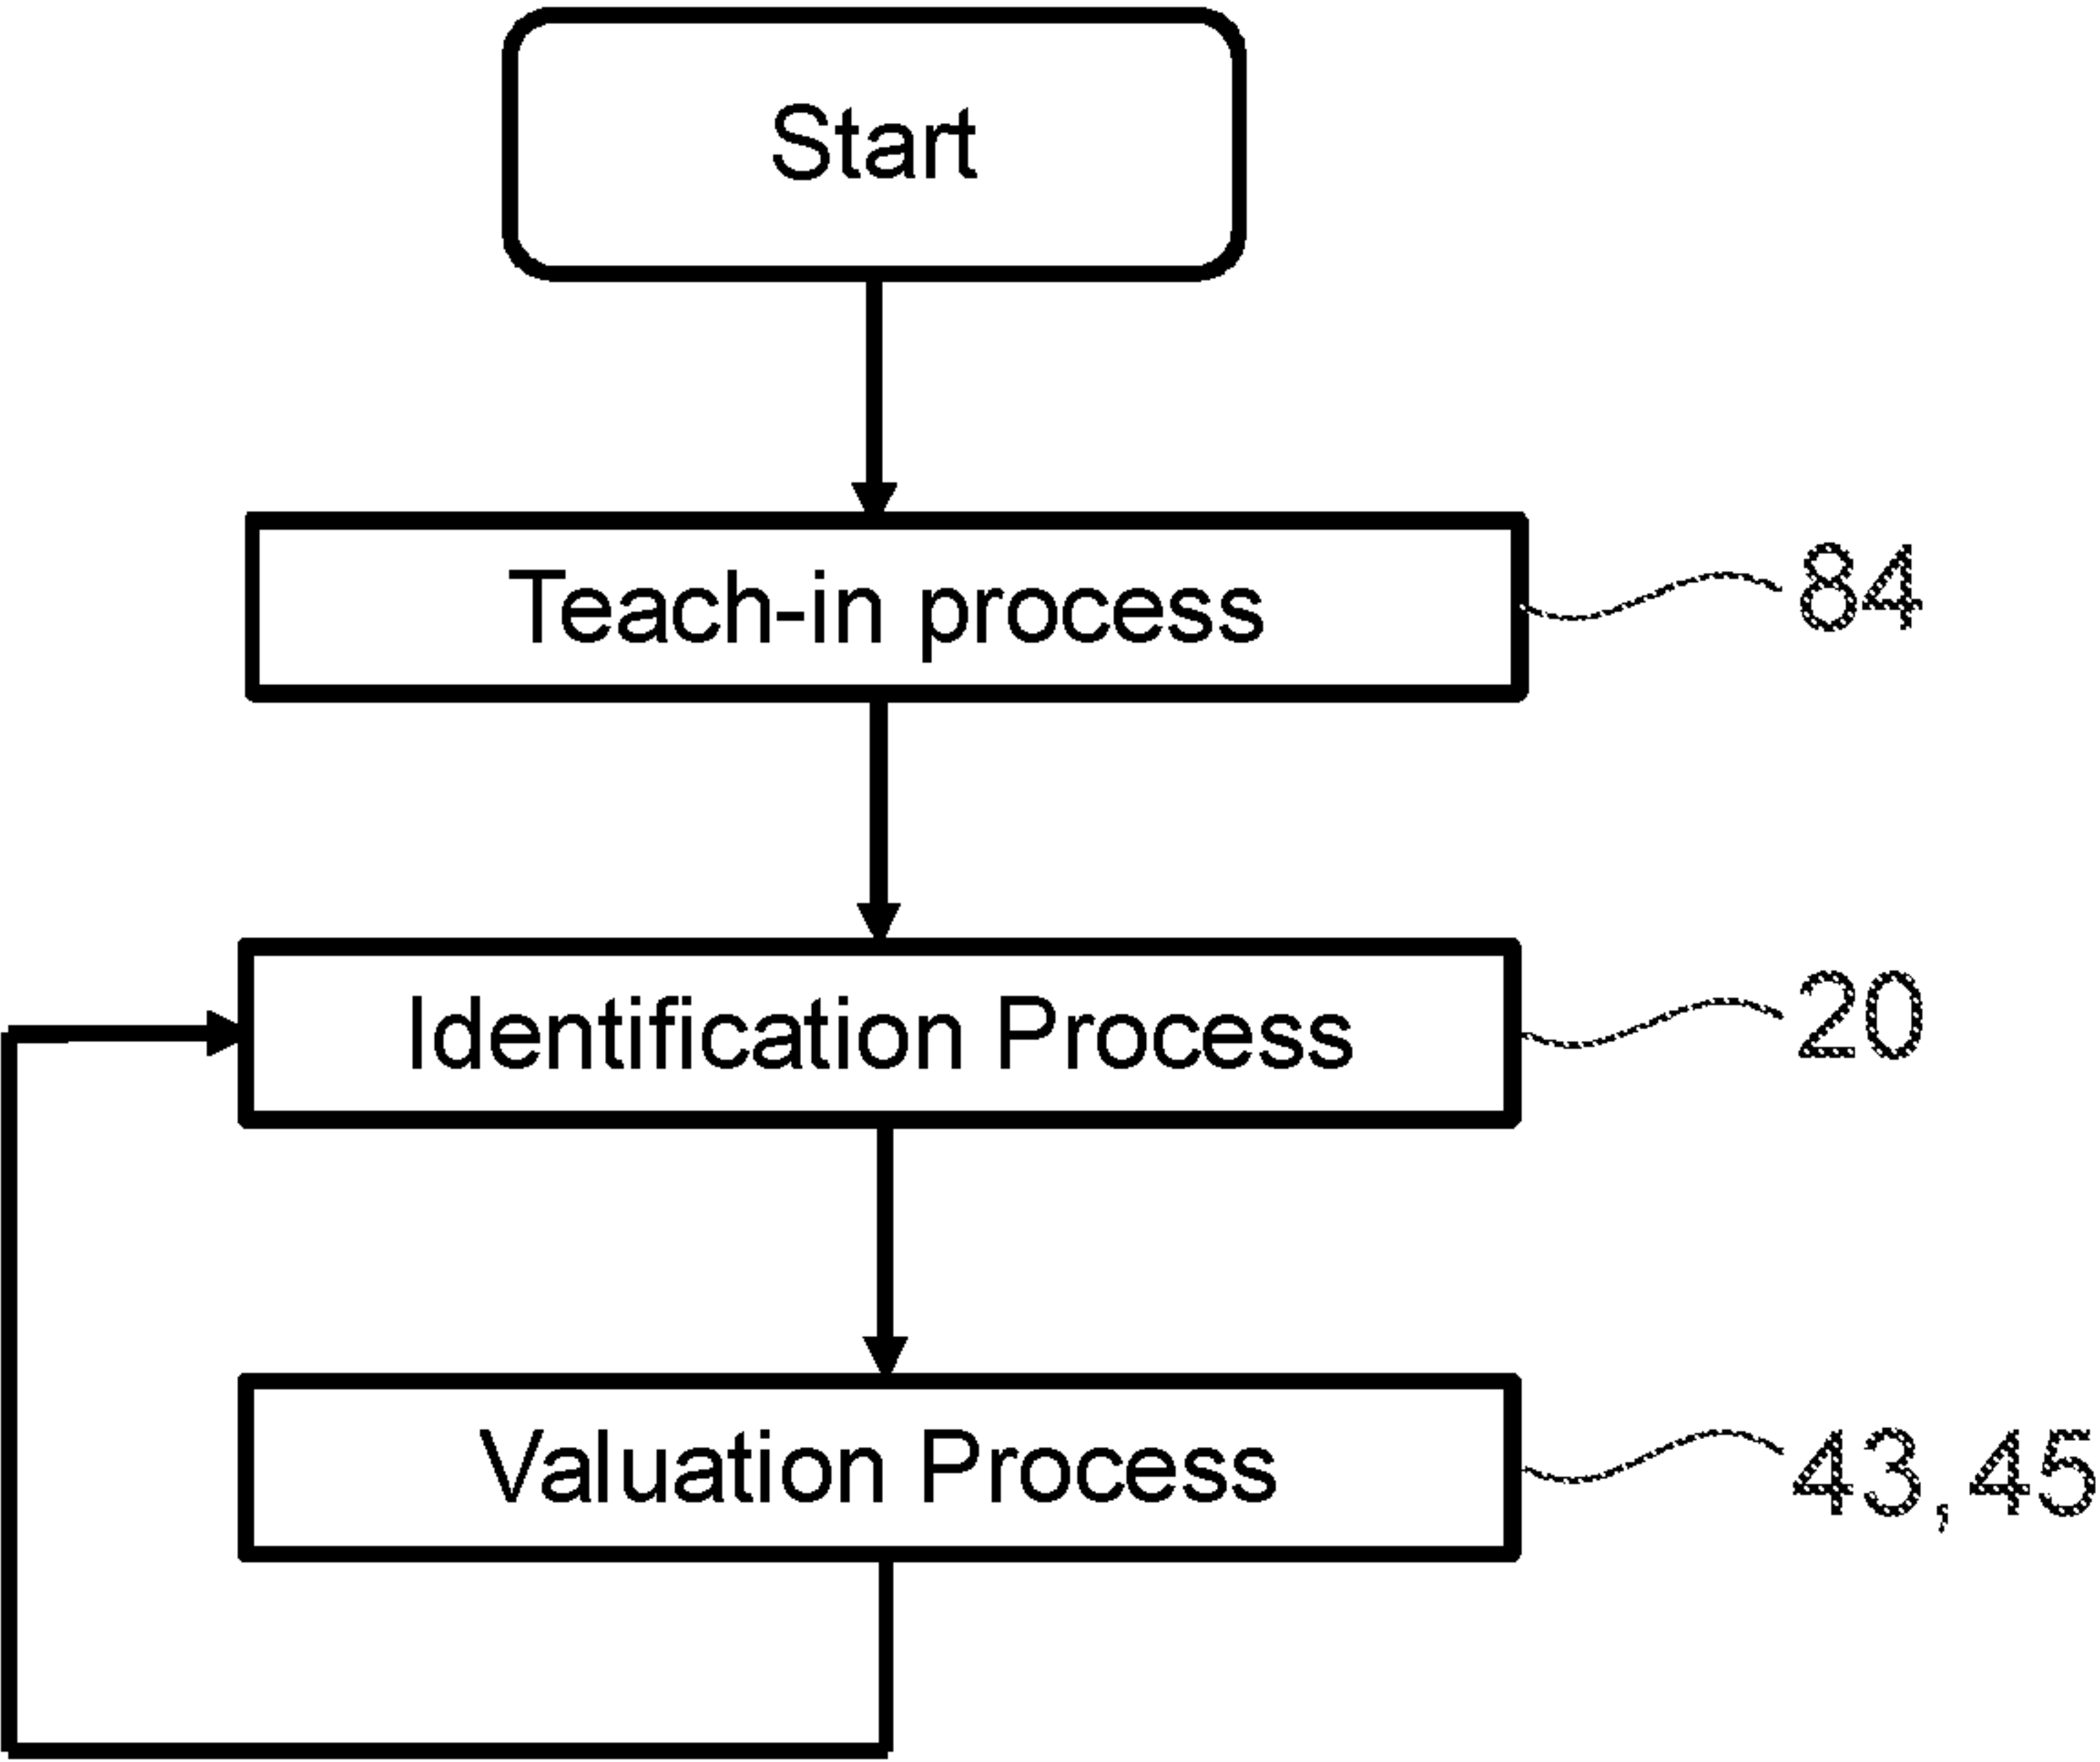 Start
Teach-in process
84
Identification Process
20
Valuation Process
43,45